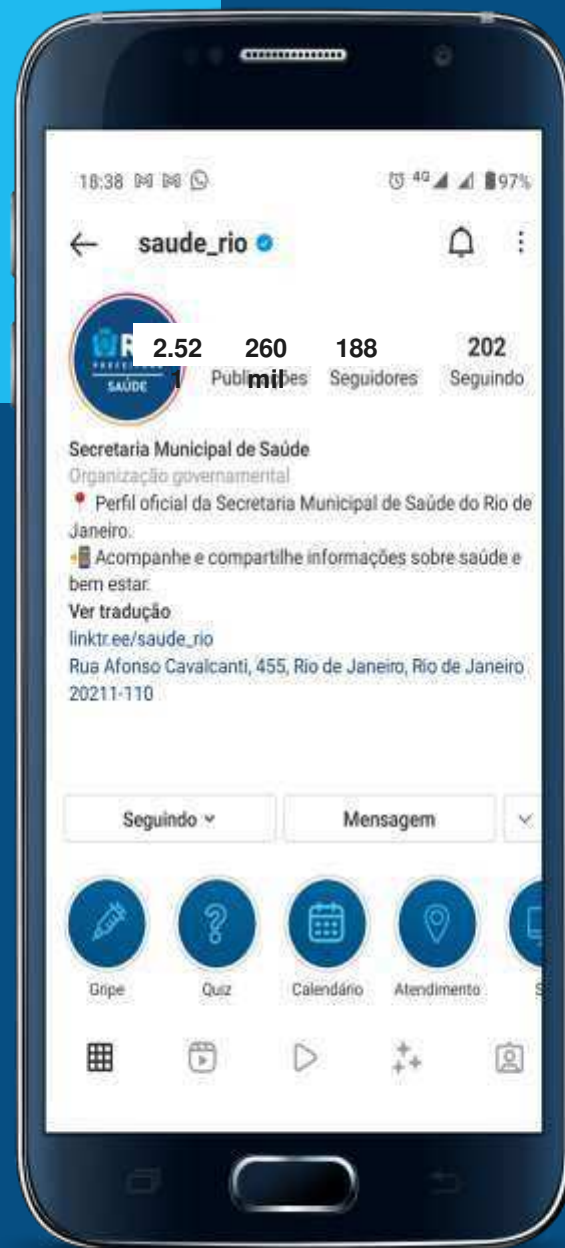 18:38 4G 97%
saude_rio
2.52 260 188 202
1 Publicações mil Seguidores Seguindo
SAÚDE
Secretaria Municipal de Saúde
Organização governamental
Perfil oficial da Secretaria Municipal de Saúde do Rio de
Janeiro.
Acompanhe e compartilhe informações sobre saúde e
bem estar.
Ver tradução
linktr.ee/saude_rio
Rua Afonso Cavalcanti, 455, Rio de Janeiro, Rio de Janeiro
20211-110
Seguindo Mensagem
Gripe Quiz Calendário Atendimento S